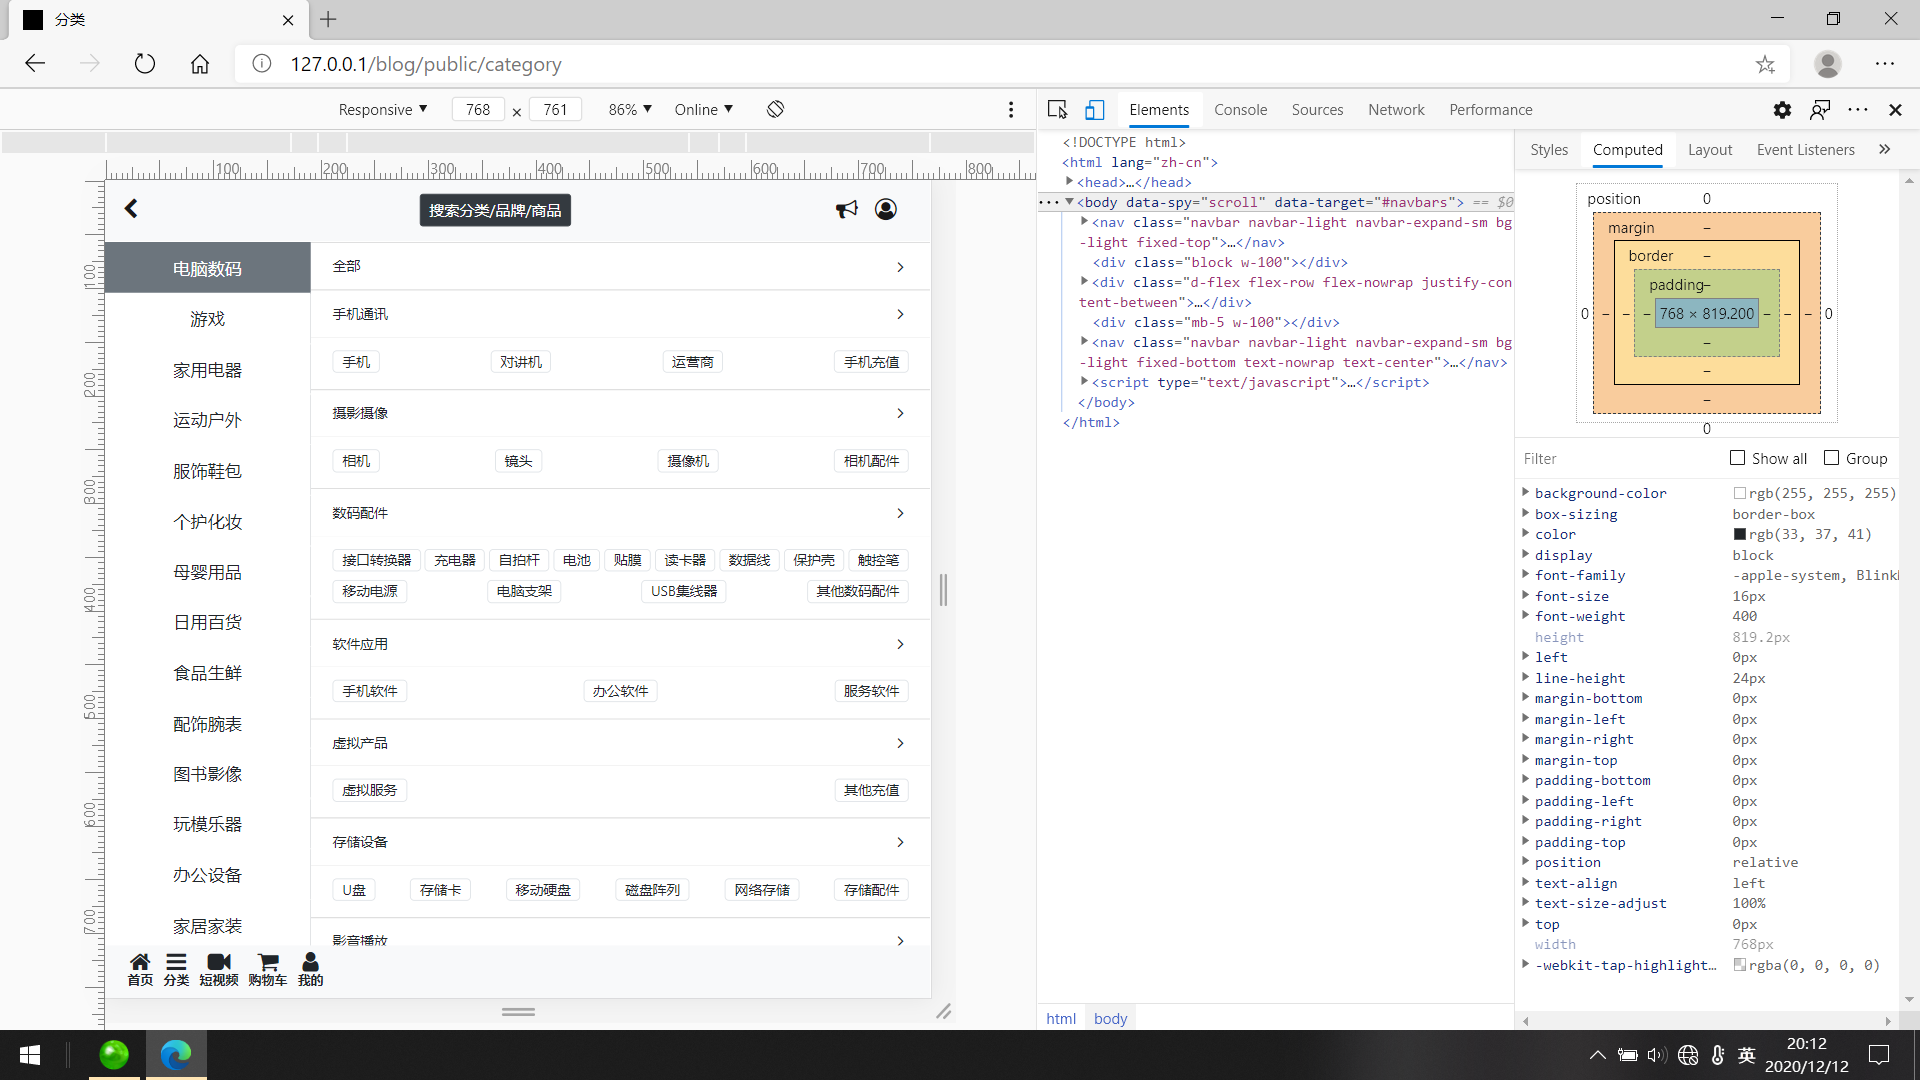 分类
127.0.0.1/blog/public/category
Responsive 768 × 761 86% Online
Elements Console Sources Network Performance
100 200 300 400 500 600 700 800
100
200
300
400
500
600
700
搜索分类/品牌/商品
电脑数码
游戏
家用电器
运动户外
服饰鞋包
个护化妆
母婴用品
日用百货
食品生鲜
配饰腕表
图书影像
玩模乐器
办公设备
家居家装
全部
手机通讯
手机 对讲机 运营商 手机充值
摄影摄像
相机 镜头 摄像机 相机配件
数码配件
接口转换器 充电器 自拍杆 电池 贴膜 读卡器 数据线 保护壳 触控笔
移动电源 电脑支架 USB集线器 其他数码配件
软件应用
手机软件 办公软件 服务软件
虚拟产品
虚拟服务 其他充值
存储设备
U盘 存储卡 移动硬盘 磁盘阵列 网络存储 存储配件
影音播放
首页 分类 短视频 购物车 我的
<!DOCTYPE html>
<html lang="zh-cn">
<head>…</head>
<body data-spy="scroll" data-target="#navbars"> == $0
<nav class="navbar navbar-light navbar-expand-sm bg
-light fixed-top">…</nav>
<div class="block w-100"></div>
<div class="d-flex flex-row flex-nowrap justify-con
tent-between">…</div>
<div class="mb-5 w-100"></div>
<nav class="navbar navbar-light navbar-expand-sm bg
-light fixed-bottom text-nowrap text-center">…</nav>
<script type="text/javascript">…</script>
</body>
</html>
html body
Styles Computed Layout Event Listeners
position 0
margin –
border –
padding –
0 – – – 768 × 819.200 – – – 0
–
–
–
0
Filter Show all Group
background-color rgb(255, 255, 255)
box-sizing border-box
color rgb(33, 37, 41)
display block
font-family -apple-system, Blink
font-size 16px
font-weight 400
height 819.2px
left 0px
line-height 24px
margin-bottom 0px
margin-left 0px
margin-right 0px
margin-top 0px
padding-bottom 0px
padding-left 0px
padding-right 0px
padding-top 0px
position relative
text-align left
text-size-adjust 100%
top 0px
width 768px
-webkit-tap-highlight… rgba(0, 0, 0, 0)
英
20:12
2020/12/12